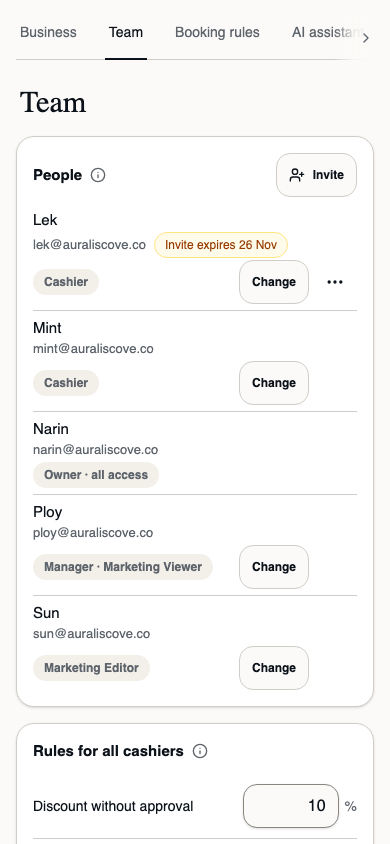 Business Team Booking rules AI assistan
Team
People Invite
Lek
lek@auraliscove.co Invite expires 26 Nov
Cashier Change
Mint
mint@auraliscove.co
Cashier Change
Narin
narin@auraliscove.co
Owner · all access
Ploy
ploy@auraliscove.co
Manager · Marketing Viewer Change
Sun
sun@auraliscove.co
Marketing Editor Change
Rules for all cashiers
Discount without approval 10 %